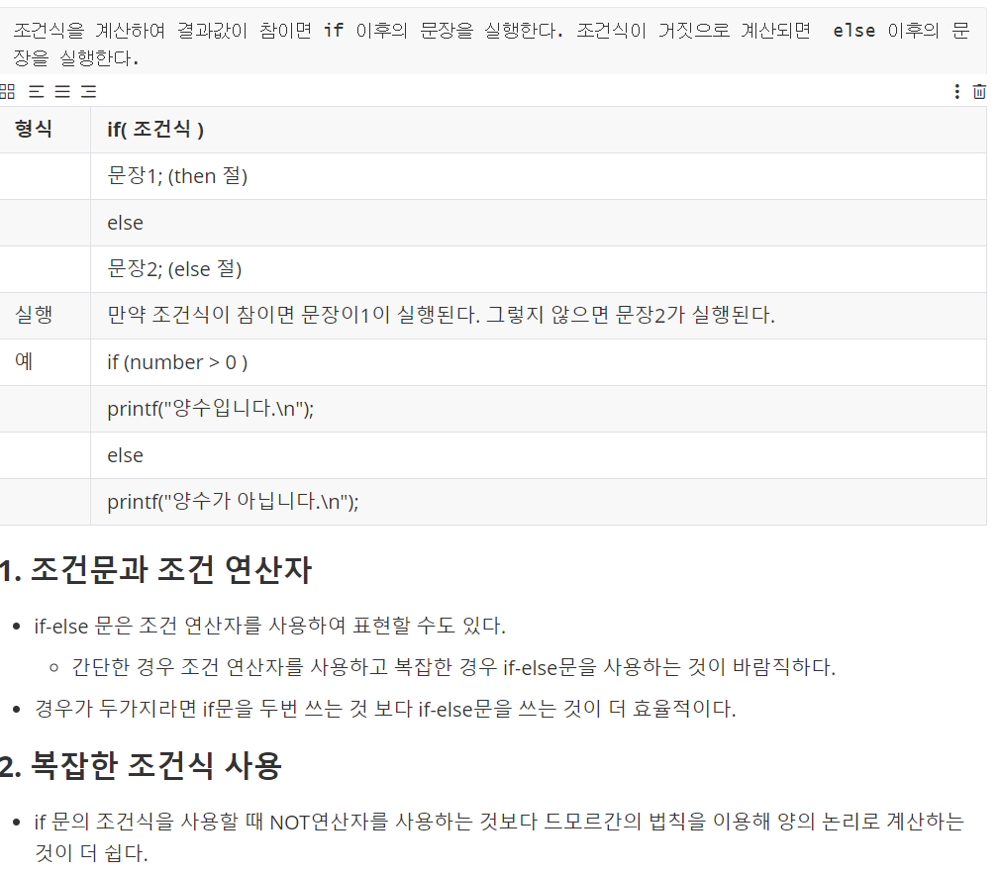 조건식을 계산하여 결과값이 참이면 if 이후의 문장을 실행한다. 조건식이 거짓으로 계산되면 else 이후의 문
장을 실행한다.
형식 if( 조건식 )
문장1; (then 절)
else
문장2; (else 절)
실행 만약 조건식이 참이면 문장이1이 실행된다. 그렇지 않으면 문장2가 실행된다.
예 if (number > 0 )
printf("양수입니다.\n");
else
printf("양수가 아닙니다.\n");
1. 조건문과 조건 연산자
• if-else 문은 조건 연산자를 사용하여 표현할 수도 있다.
◦ 간단한 경우 조건 연산자를 사용하고 복잡한 경우 if-else문을 사용하는 것이 바람직하다.
• 경우가 두가지라면 if문을 두번 쓰는 것 보다 if-else문을 쓰는 것이 더 효율적이다.
2. 복잡한 조건식 사용
• if 문의 조건식을 사용할 때 NOT연산자를 사용하는 것보다 드모르간의 법칙을 이용해 양의 논리로 계산하는
것이 더 쉽다.